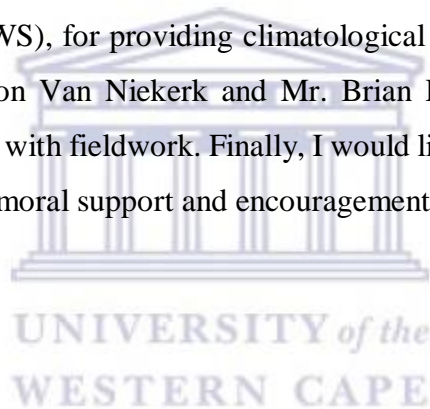 WS), for providing climatological
on Van Niekerk and Mr. Brian
with fieldwork. Finally, I would li
moral support and encouragement
UNIVERSITY of the
WESTERN CAPE